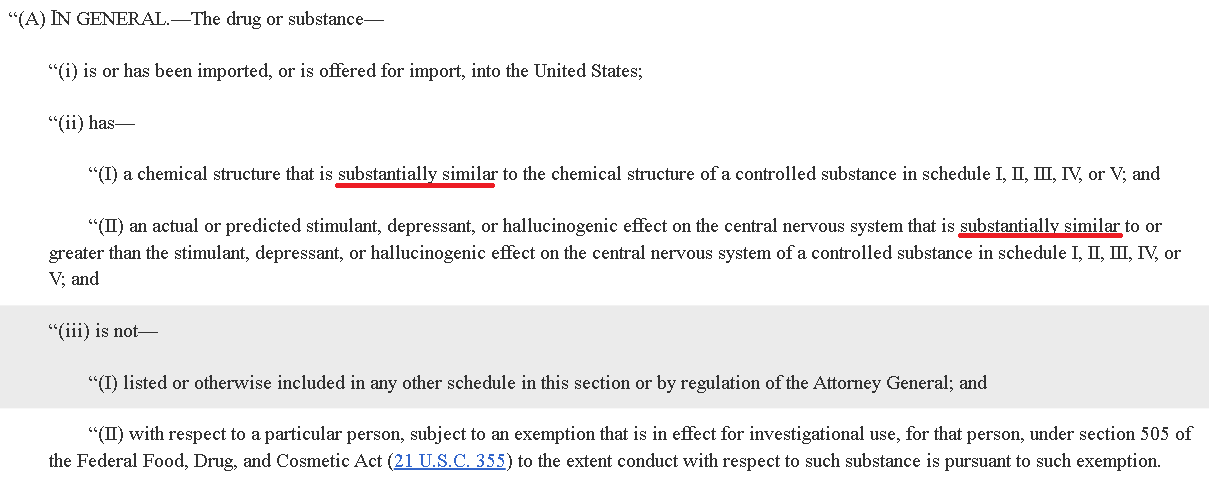 “(A) IN GENERAL.—The drug or substance—
“(i) is or has been imported, or is offered for import, into the United States;
“(ii) has—
“(I) a chemical structure that is substantially similar to the chemical structure of a controlled substance in schedule I, II, III, IV, or V; and
“(II) an actual or predicted stimulant, depressant, or hallucinogenic effect on the central nervous system that is substantially similar to or
greater than the stimulant, depressant, or hallucinogenic effect on the central nervous system of a controlled substance in schedule I, II, III, IV, or
V; and
“(iii) is not—
“(I) listed or otherwise included in any other schedule in this section or by regulation of the Attorney General; and
“(II) with respect to a particular person, subject to an exemption that is in effect for investigational use, for that person, under section 505 of
the Federal Food, Drug, and Cosmetic Act (21 U.S.C. 355) to the extent conduct with respect to such substance is pursuant to such exemption.